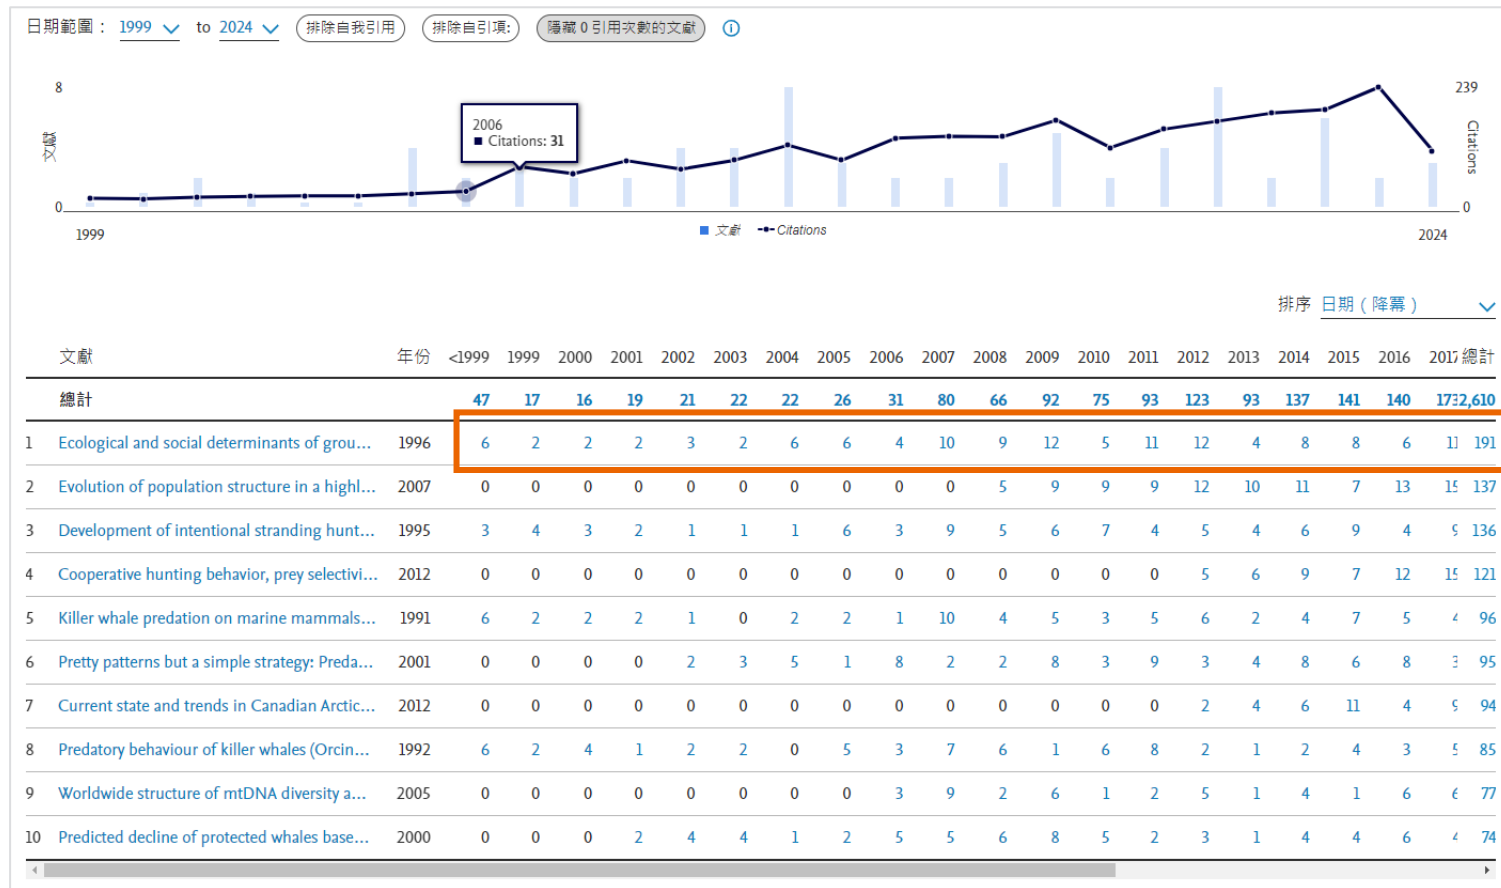 日期範圍： 1999 to 2024 排除自我引用 排除自引項: 隱藏 0 引用次數的文獻
8 239
2006
Citations: 31
文獻 Citations
0 0
1999 2024
文獻 Citations
排序 日期（降冪）
文獻 年份 <1999 1999 2000 2001 2002 2003 2004 2005 2006 2007 2008 2009 2010 2011 2012 2013 2014 2015 2016 2017 總計
總計 47 17 16 19 21 22 22 26 31 80 66 92 75 93 123 93 137 141 140 173 2,610
1 Ecological and social determinants of grou... 1996 6 2 2 2 3 2 6 6 4 10 9 12 5 11 12 4 8 8 6 11 191
2 Evolution of population structure in a highl... 2007 0 0 0 0 0 0 0 0 0 0 5 9 9 9 12 10 11 7 13 15 137
3 Development of intentional stranding hunt... 1995 3 4 3 2 1 1 1 6 3 9 5 6 7 4 5 4 6 9 4 9 136
4 Cooperative hunting behavior, prey selectivi... 2012 0 0 0 0 0 0 0 0 0 0 0 0 0 0 5 6 9 7 12 15 121
5 Killer whale predation on marine mammals... 1991 6 2 2 2 1 0 2 2 1 10 4 5 3 5 6 2 4 7 5 4 96
6 Pretty patterns but a simple strategy: Preda... 2001 0 0 0 0 2 3 5 1 8 2 2 8 3 9 3 4 8 6 8 3 95
7 Current state and trends in Canadian Arctic... 2012 0 0 0 0 0 0 0 0 0 0 0 0 0 0 2 4 6 11 4 9 94
8 Predatory behaviour of killer whales (Orcin... 1992 6 2 4 1 2 2 0 5 3 7 6 1 6 8 2 1 2 4 3 5 85
9 Worldwide structure of mtDNA diversity a... 2005 0 0 0 0 0 0 0 0 3 9 2 6 1 2 5 1 4 1 6 6 77
10 Predicted decline of protected whales base... 2000 0 0 0 2 4 4 1 2 5 5 6 8 5 2 3 1 4 4 6 4 74